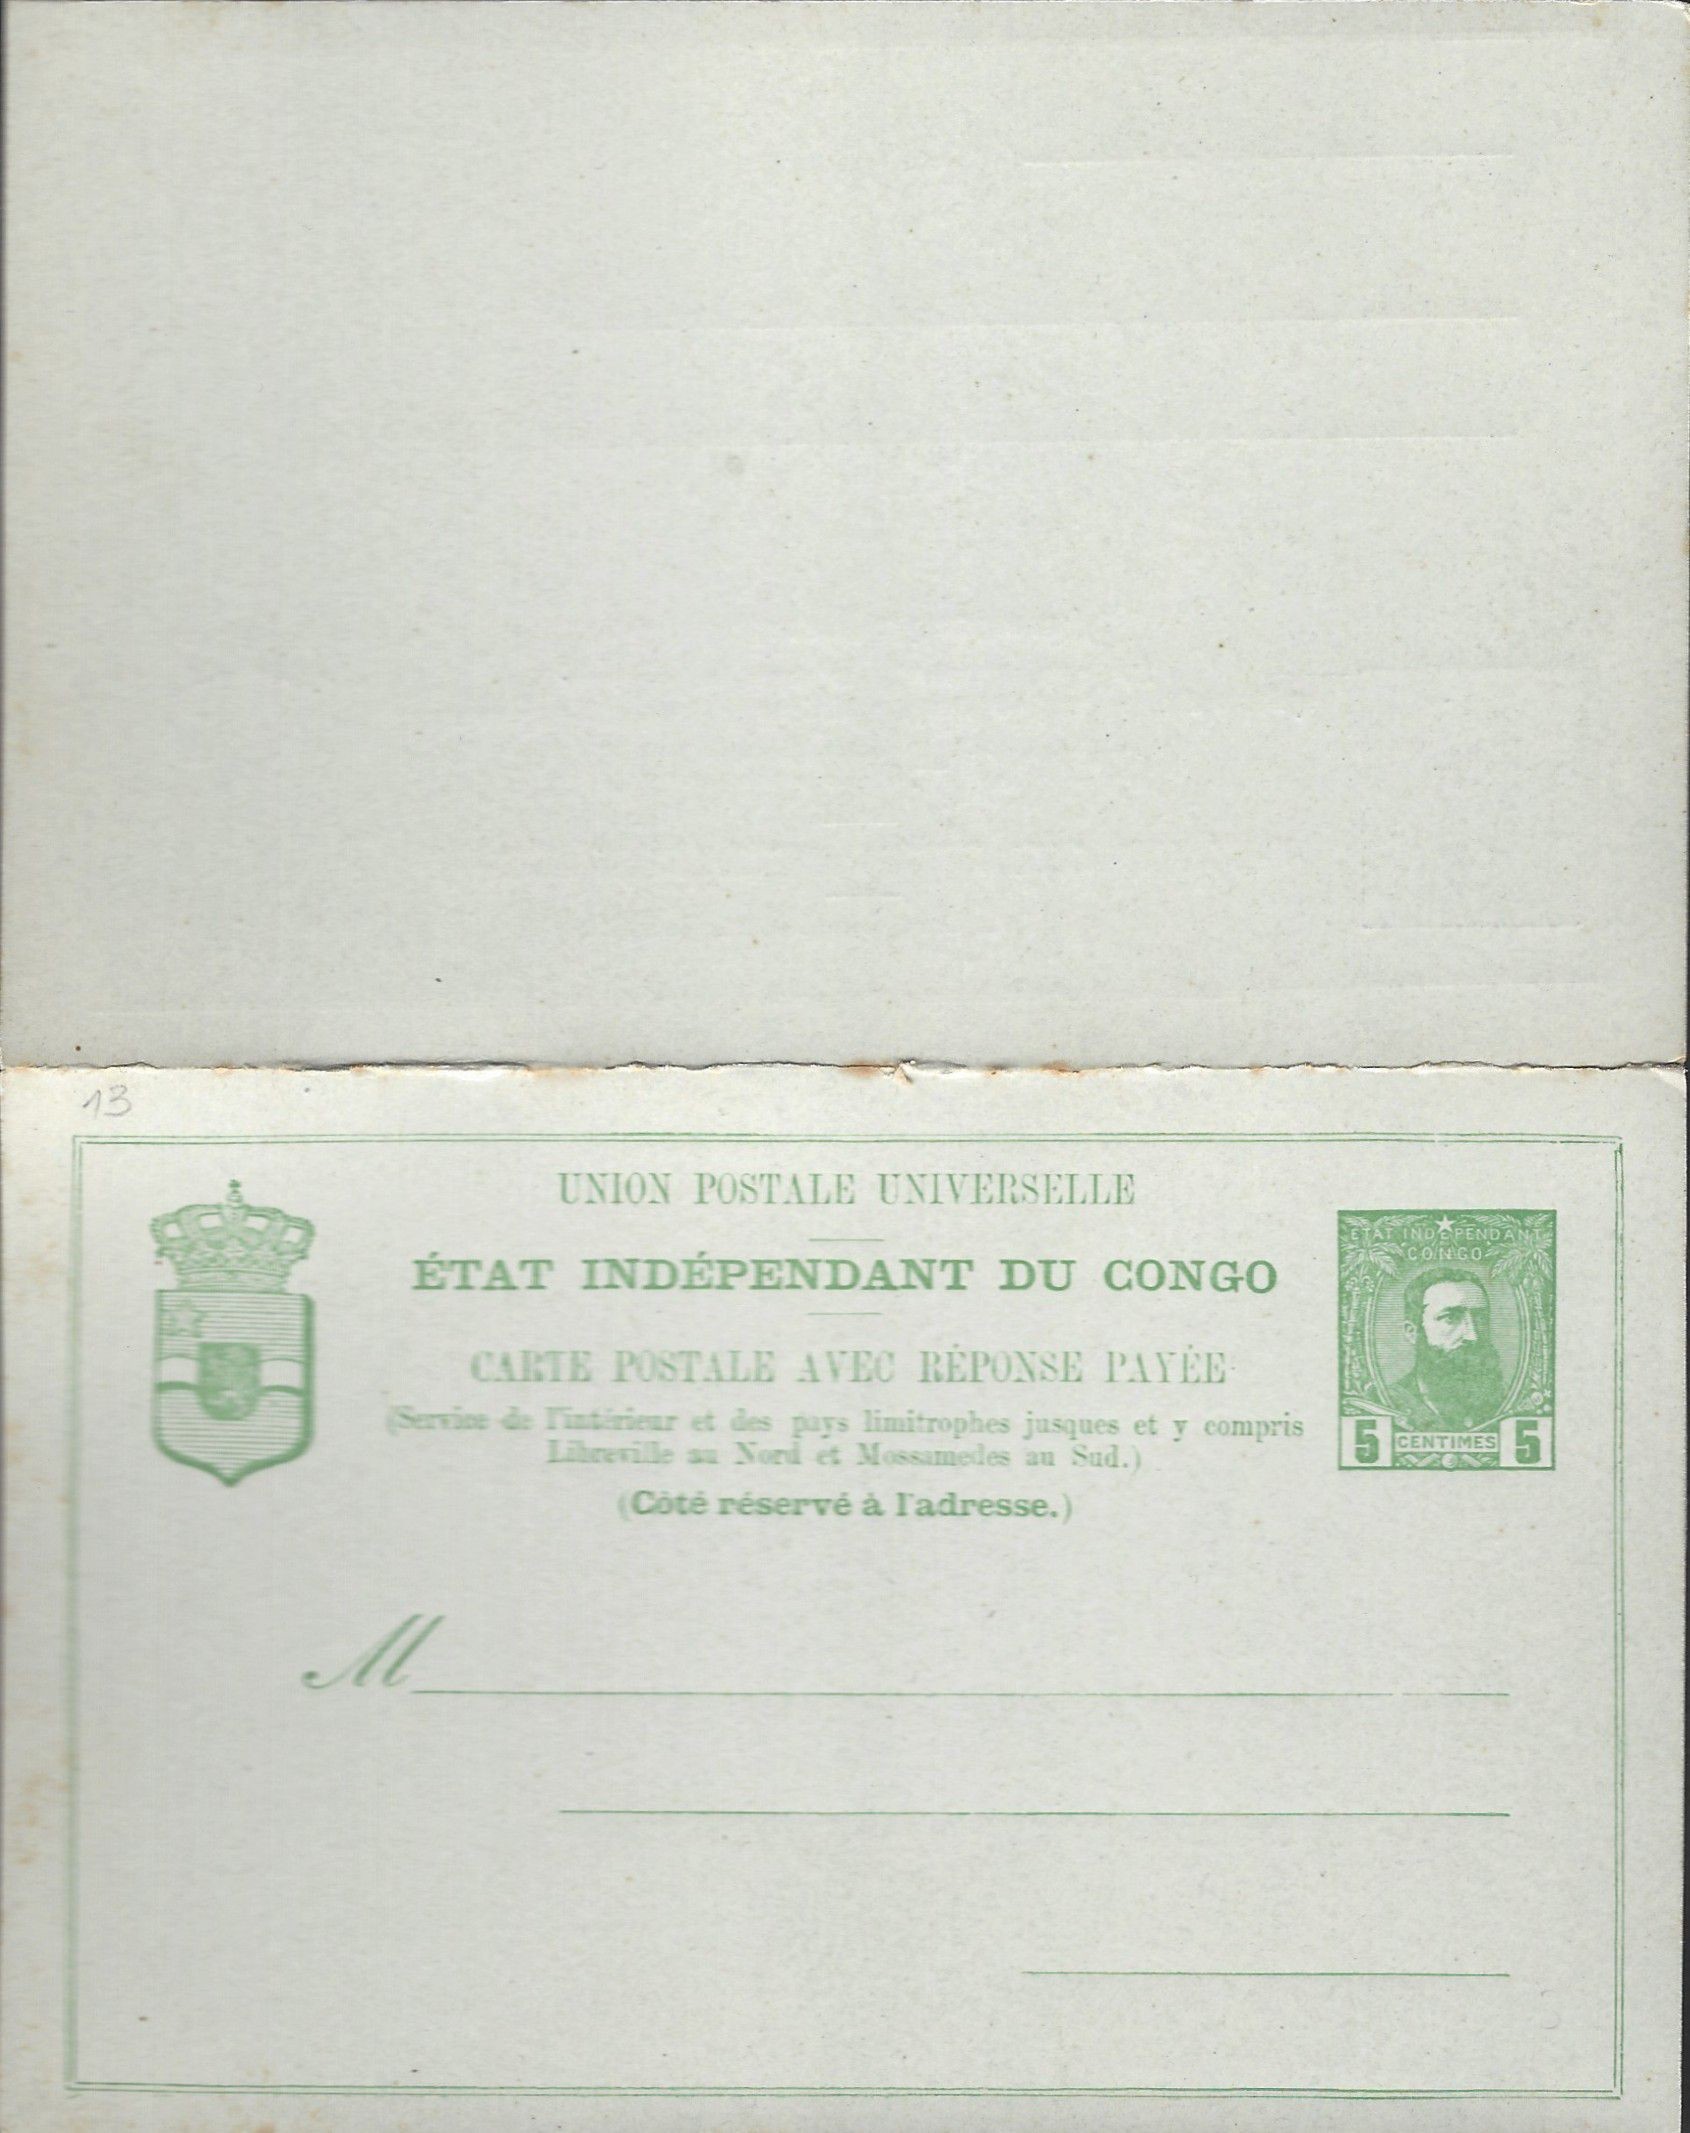 13
UNION POSTALE UNIVERSELLE
ÉTAT INDÉPENDANT DU CONGO
CARTE POSTALE AVEC RÉPONSE PAYÉE
(Service de l'intérieur et des pays limitrophes jusques et y compris
Libreville au Nord et Mossamedes au Sud.)
(Côté réservé à l'adresse.)
ETAT INDÉPENDANT
CONGO
5 CENTIMES 5
M